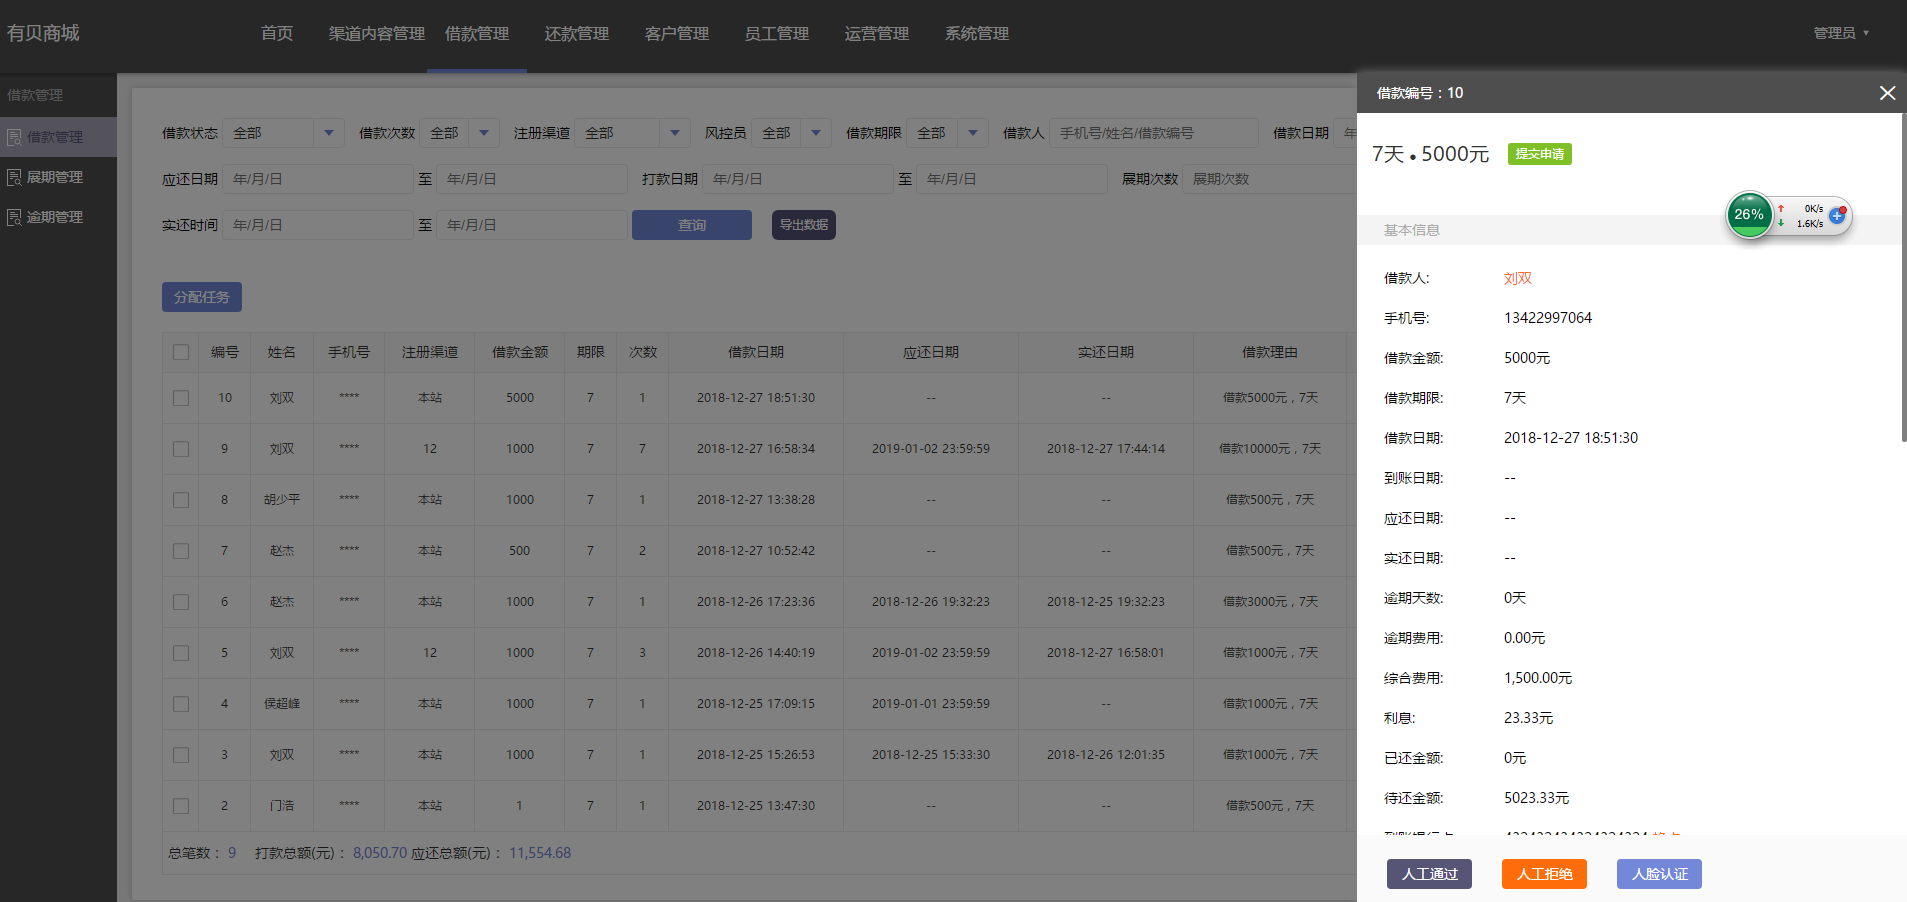 有贝商城 首页 渠道内容管理 借款管理 还款管理 客户管理 员工管理 运营管理 系统管理 管理员
借款管理
借款管理
展期管理
逾期管理
借款状态 全部 借款次数 全部 注册渠道 全部 风控员 全部 借款期限 全部 借款人 手机号/姓名/借款编号 借款日期 年
应还日期 年/月/日 至 年/月/日 打款日期 年/月/日 至 年/月/日 展期次数 展期次数
实还时间 年/月/日 至 年/月/日 查询 导出数据
分配任务
编号 姓名 手机号 注册渠道 借款金额 期限 次数 借款日期 应还日期 实还日期 借款理由
10 刘双 **** 本站 5000 7 1 2018-12-27 18:51:30 -- -- 借款5000元，7天
9 刘双 **** 12 1000 7 7 2018-12-27 16:58:34 2019-01-02 23:59:59 2018-12-27 17:44:14 借款10000元，7天
8 胡少平 **** 本站 1000 7 1 2018-12-27 13:38:28 -- -- 借款500元，7天
7 赵杰 **** 本站 500 7 2 2018-12-27 10:52:42 -- -- 借款500元，7天
6 赵杰 **** 本站 1000 7 1 2018-12-26 17:23:36 2018-12-26 19:32:23 2018-12-25 19:32:23 借款3000元，7天
5 刘双 **** 12 1000 7 3 2018-12-26 14:40:19 2019-01-02 23:59:59 2018-12-27 16:58:01 借款1000元，7天
4 侯超峰 **** 本站 1000 7 1 2018-12-25 17:09:15 2019-01-01 23:59:59 -- 借款1000元，7天
3 刘双 **** 本站 1000 7 1 2018-12-25 15:26:53 2018-12-25 15:33:30 2018-12-26 12:01:35 借款1000元，7天
2 门浩 **** 本站 1 7 1 2018-12-25 13:47:30 -- -- 借款500元，7天
总笔数： 9 打款总额(元)： 8,050.70 应还总额(元)： 11,554.68
借款编号：10
7天 • 5000元 提交申请
26% 0K/s
1.6K/s
基本信息
借款人: 刘双
手机号: 13422997064
借款金额: 5000元
借款期限: 7天
借款日期: 2018-12-27 18:51:30
到账日期: --
应还日期: --
实还日期: --
逾期天数: 0天
逾期费用: 0.00元
综合费用: 1,500.00元
利息: 23.33元
已还金额: 0元
待还金额: 5023.33元
人工通过 人工拒绝 人脸认证